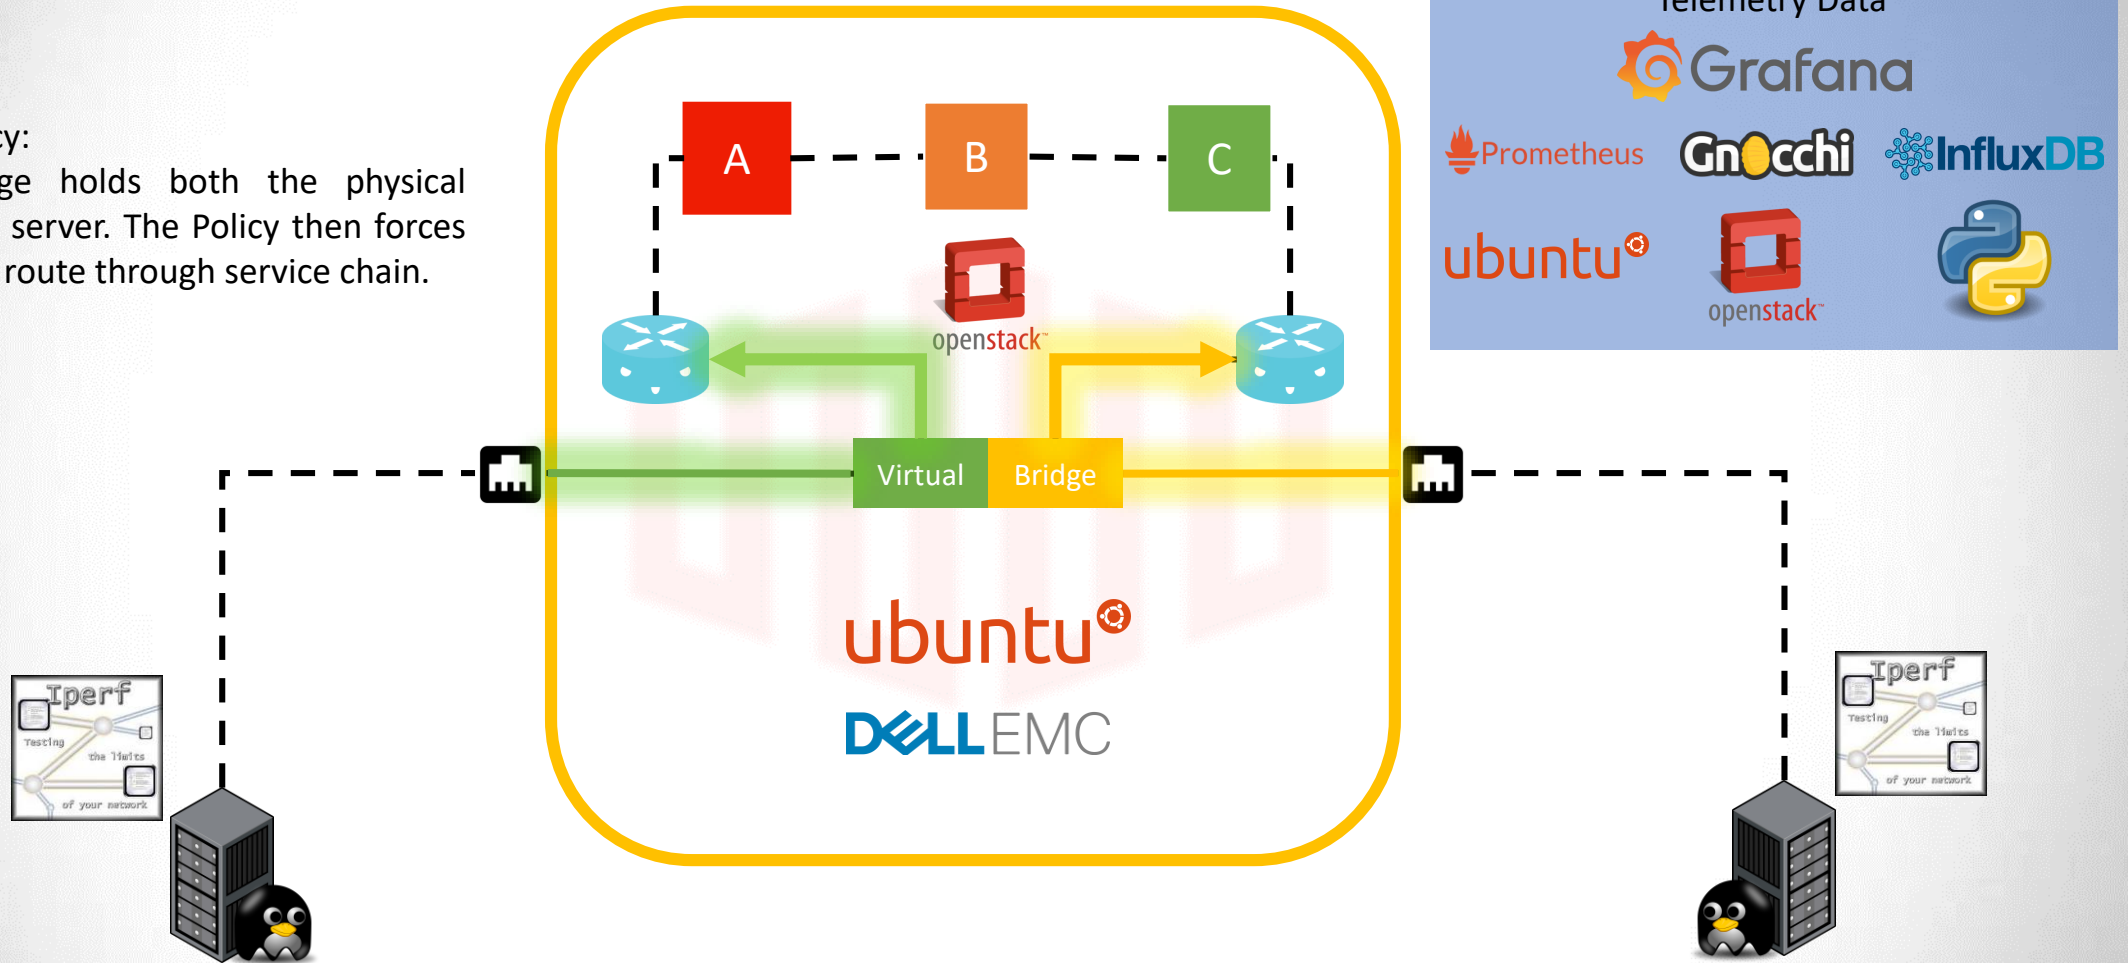 Telemetry Data
Grafana
Prometheus
Gnocchi
InfluxDB
ubuntu
openstack
cy:
ge holds both the physical
server. The Policy then forces
route through service chain.
A
B
C
openstack
Virtual
Bridge
ubuntu
DELLEMC
Iperf
Testing
the limits
of your network
Iperf
Testing
the limits
of your network